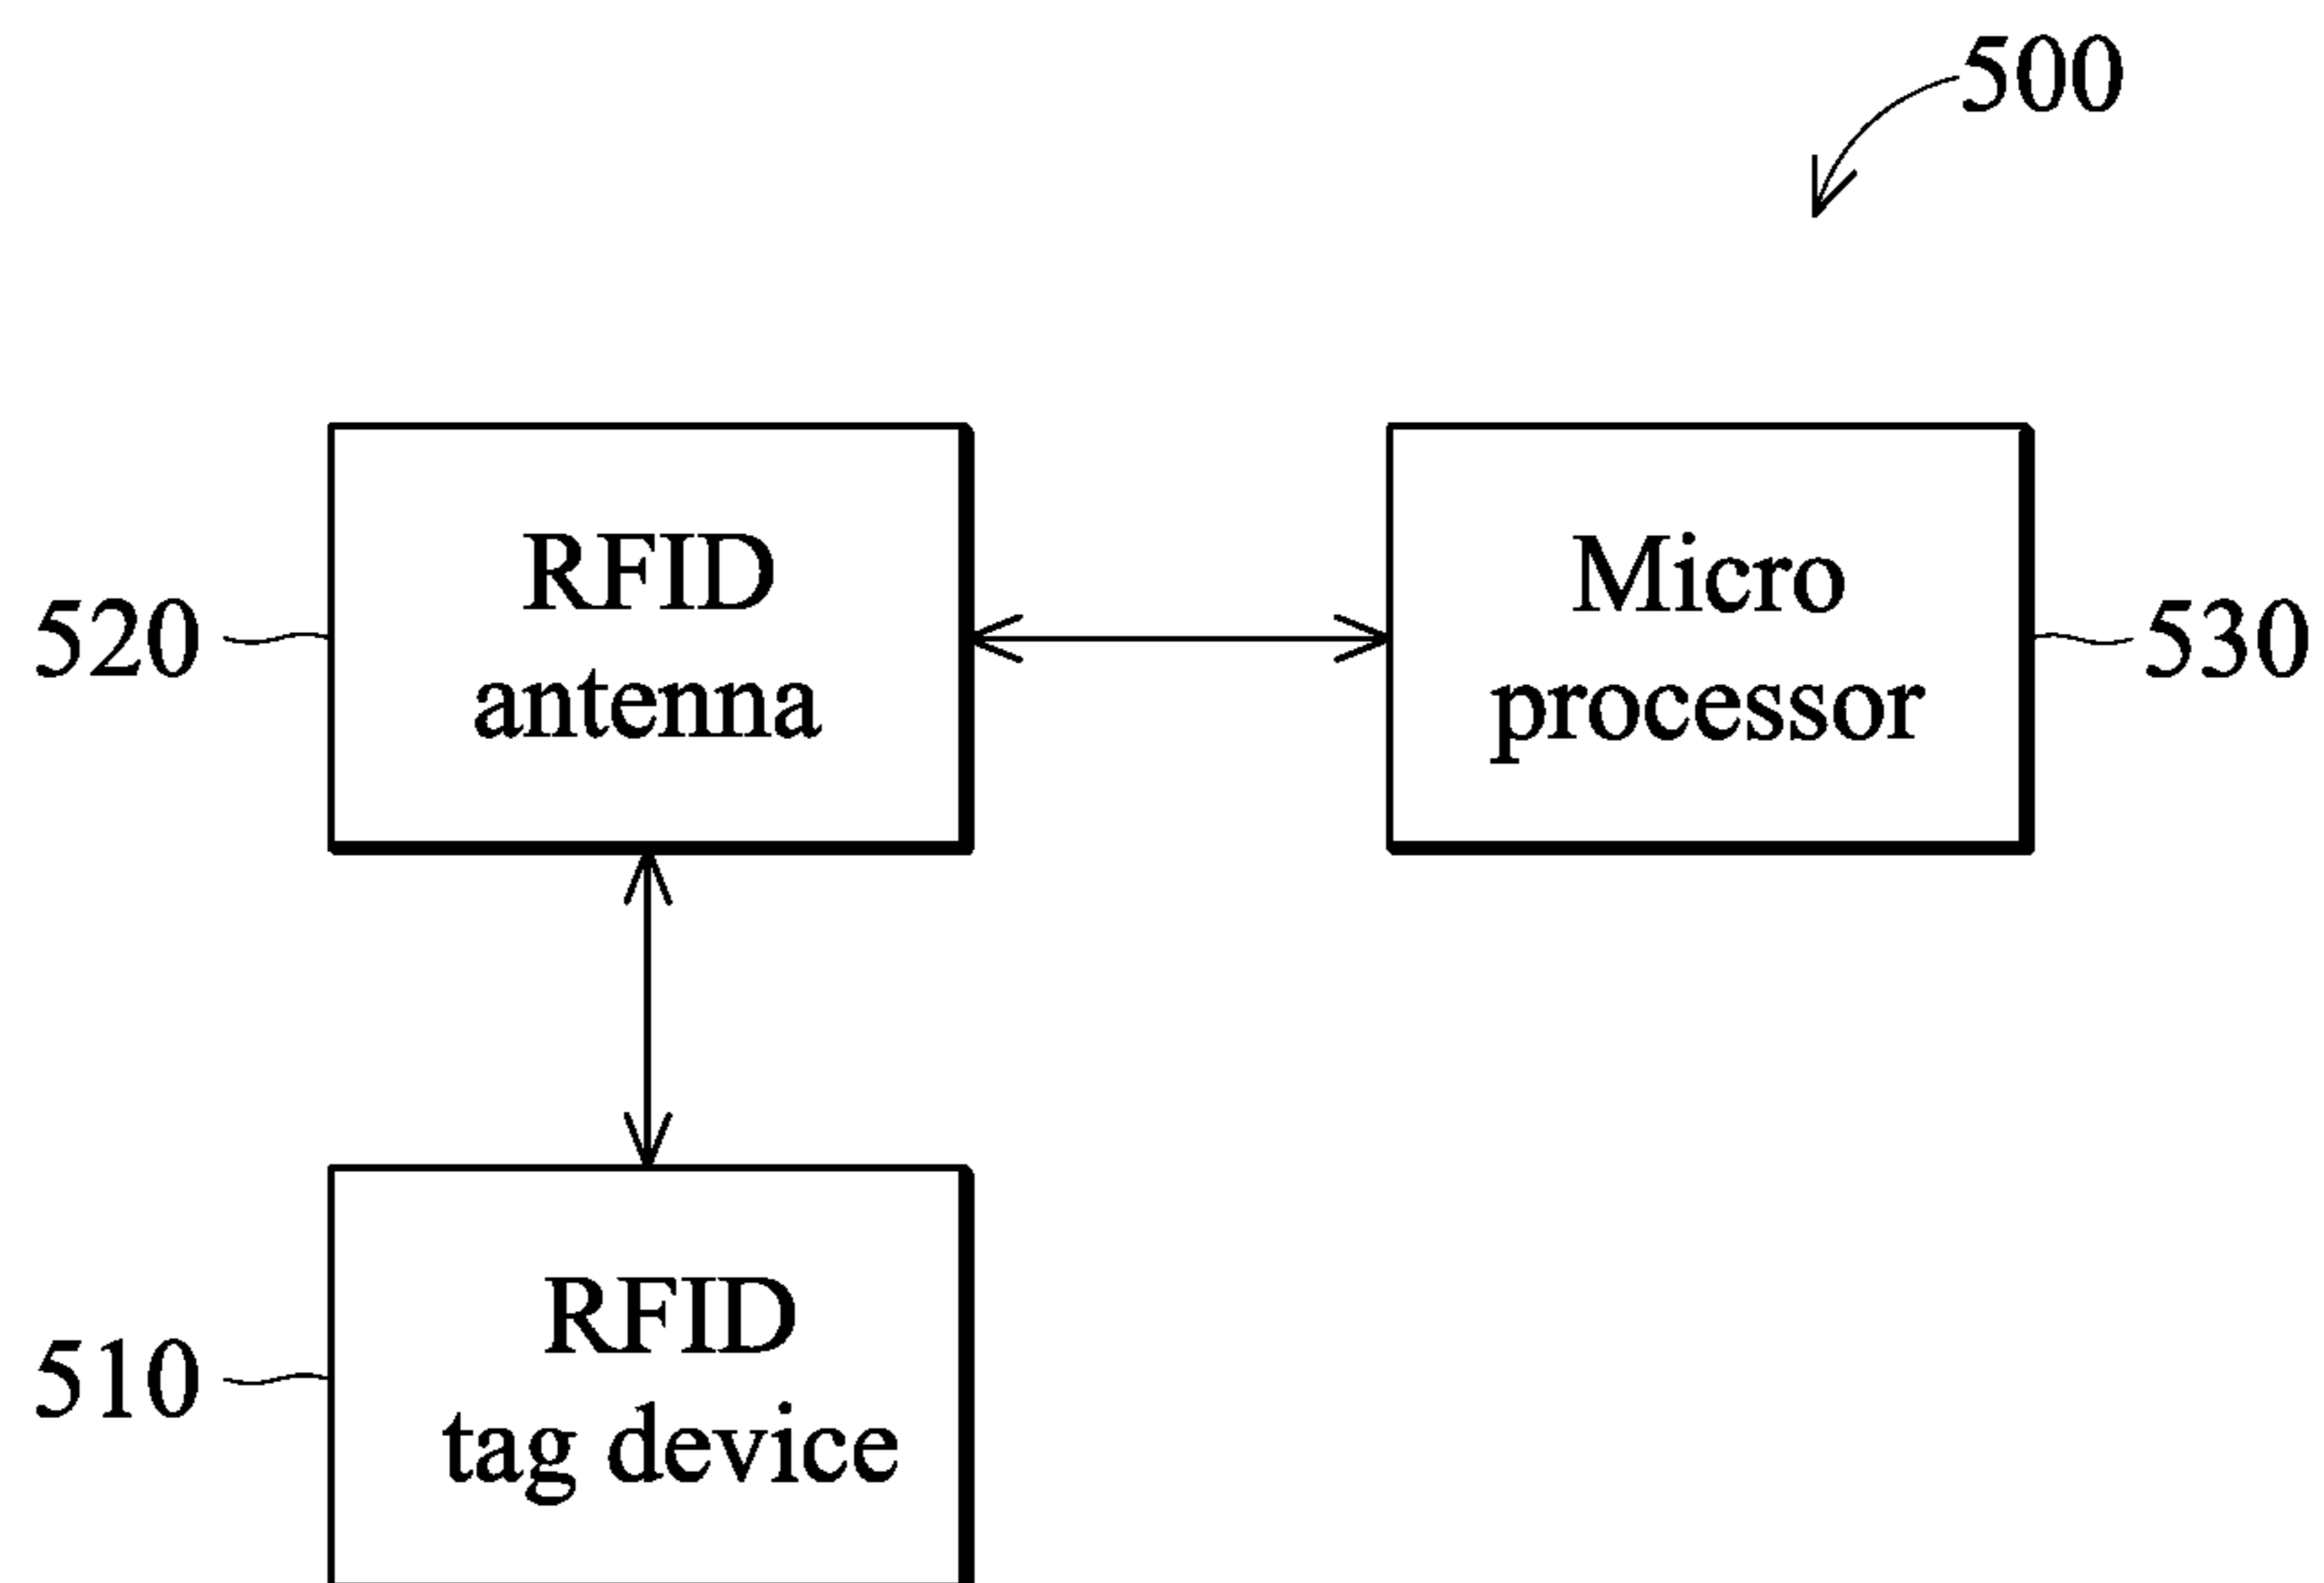 500
RFID
antenna
520
Micro
processor
530
RFID
tag device
510